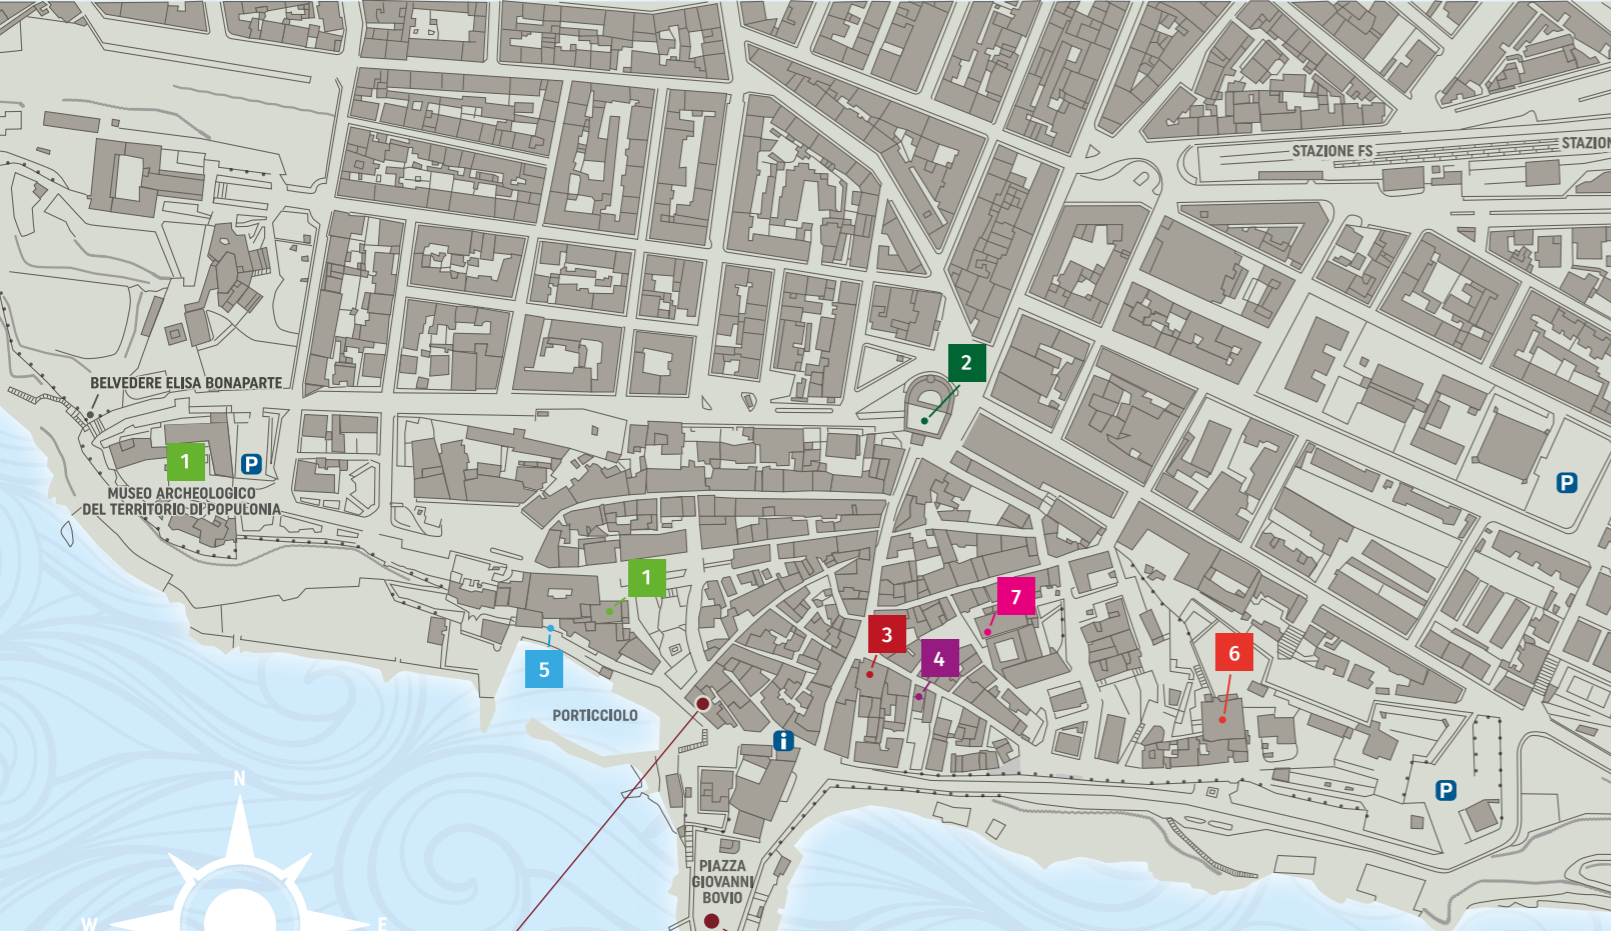 STAZIONE FS
STAZION
2
BELVEDERE ELISA BONAPARTE
1
P
MUSEO ARCHEOLOGICO
DEL TERRITORIO DI POPULONIA
P
1
7
3
4
5
6
PORTICCIOLO
i
N
P
PIAZZA
GIOVANNI
BOVIO
W
E